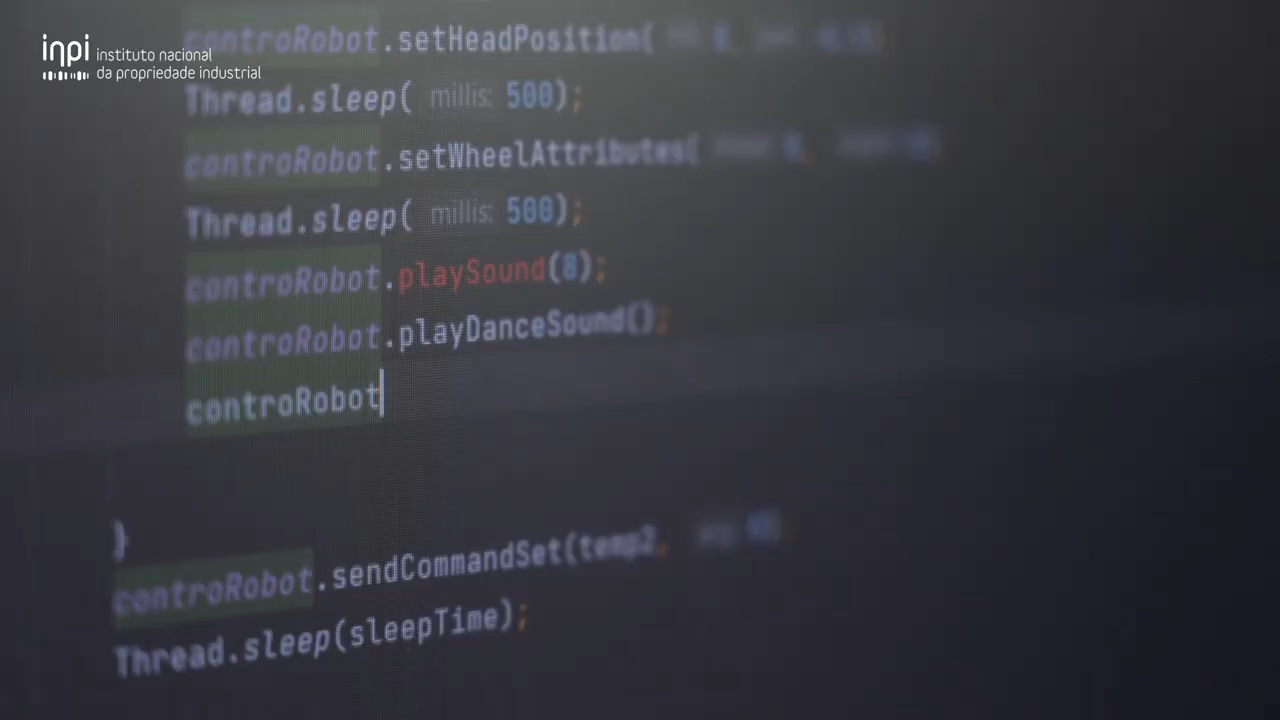 inpi instituto nacional
da propriedade industrial
controRobot.setHeadPosition(
Thread.sleep( millis: 500);
controRobot.setWheelAttributes(
Thread.sleep( millis: 500);
controRobot.playSound(8);
controRobot.playDanceSound();
controRobot
}
controRobot.sendCommandSet(temp2,
Thread.sleep(sleepTime);